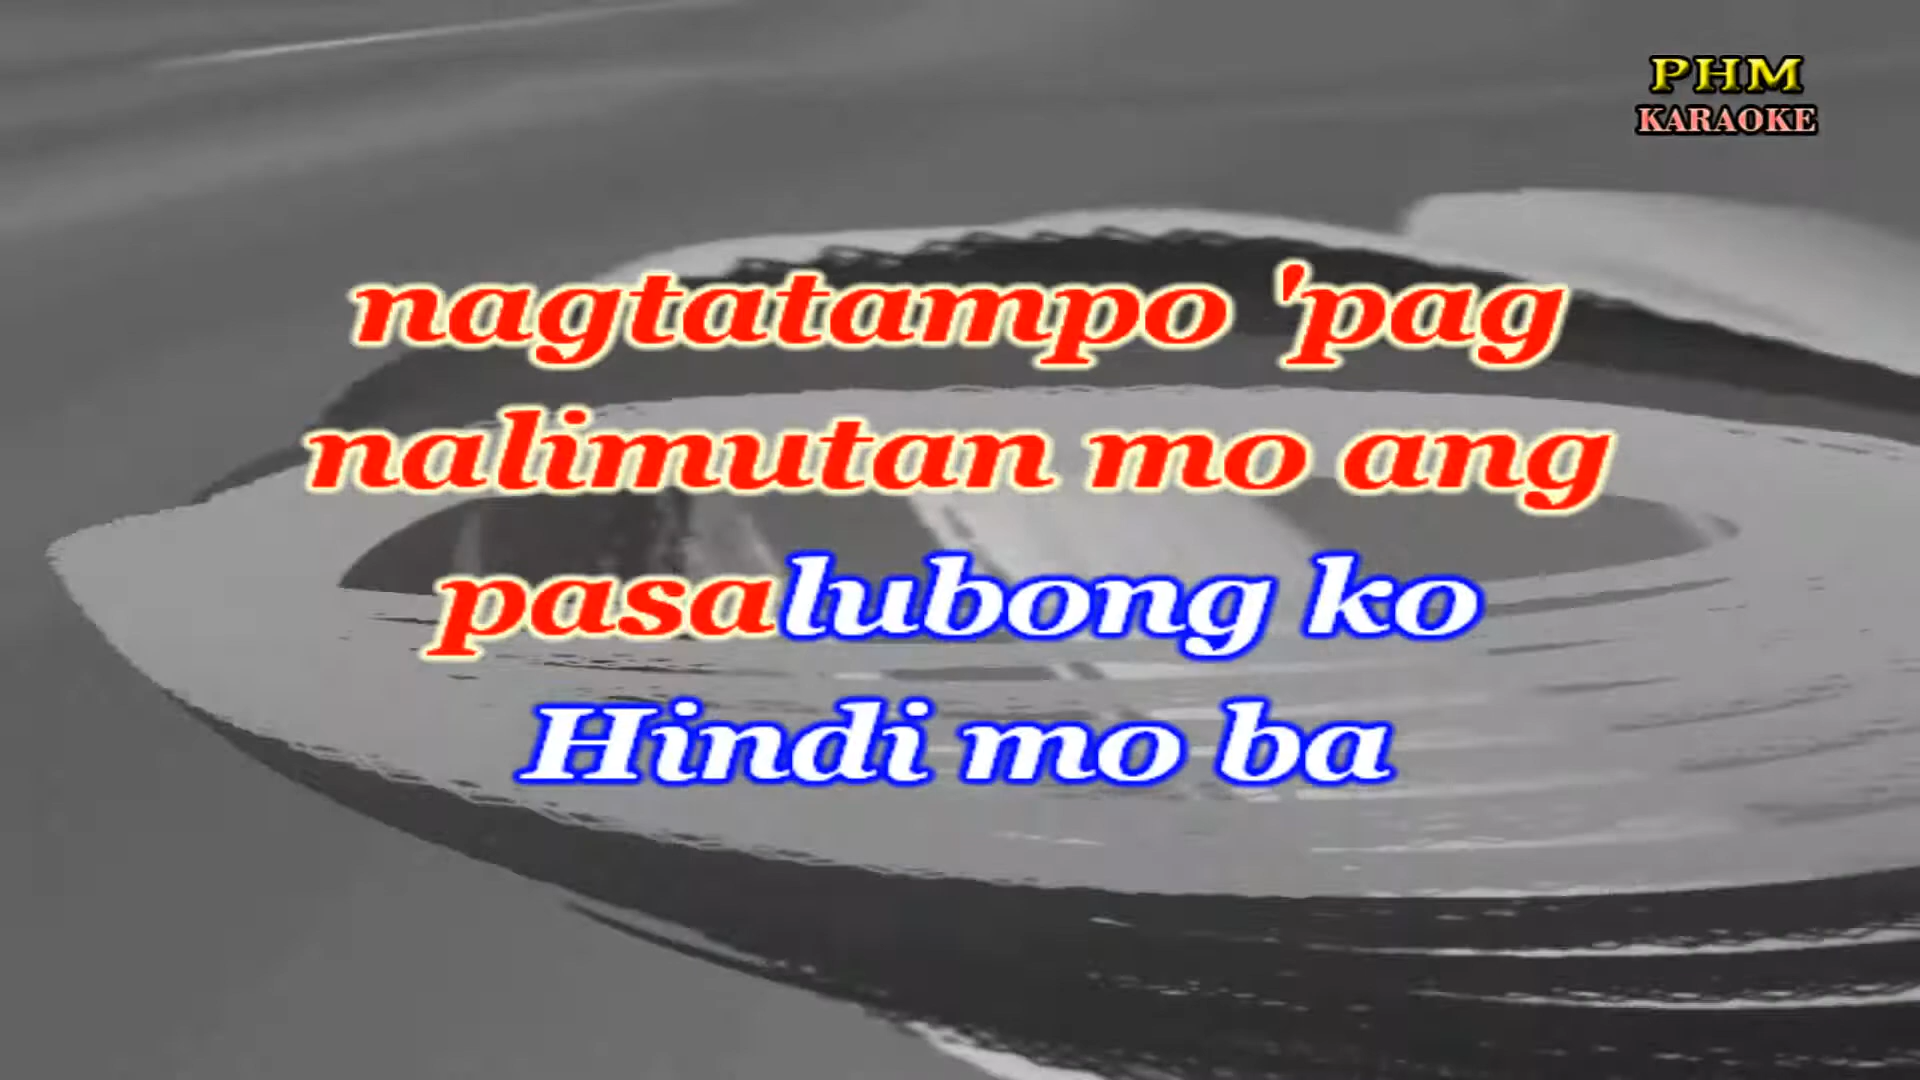 PHM
KARAOKE
nagtatampo 'pag
nalimutan mo ang
pasalubong ko
Hindi mo ba